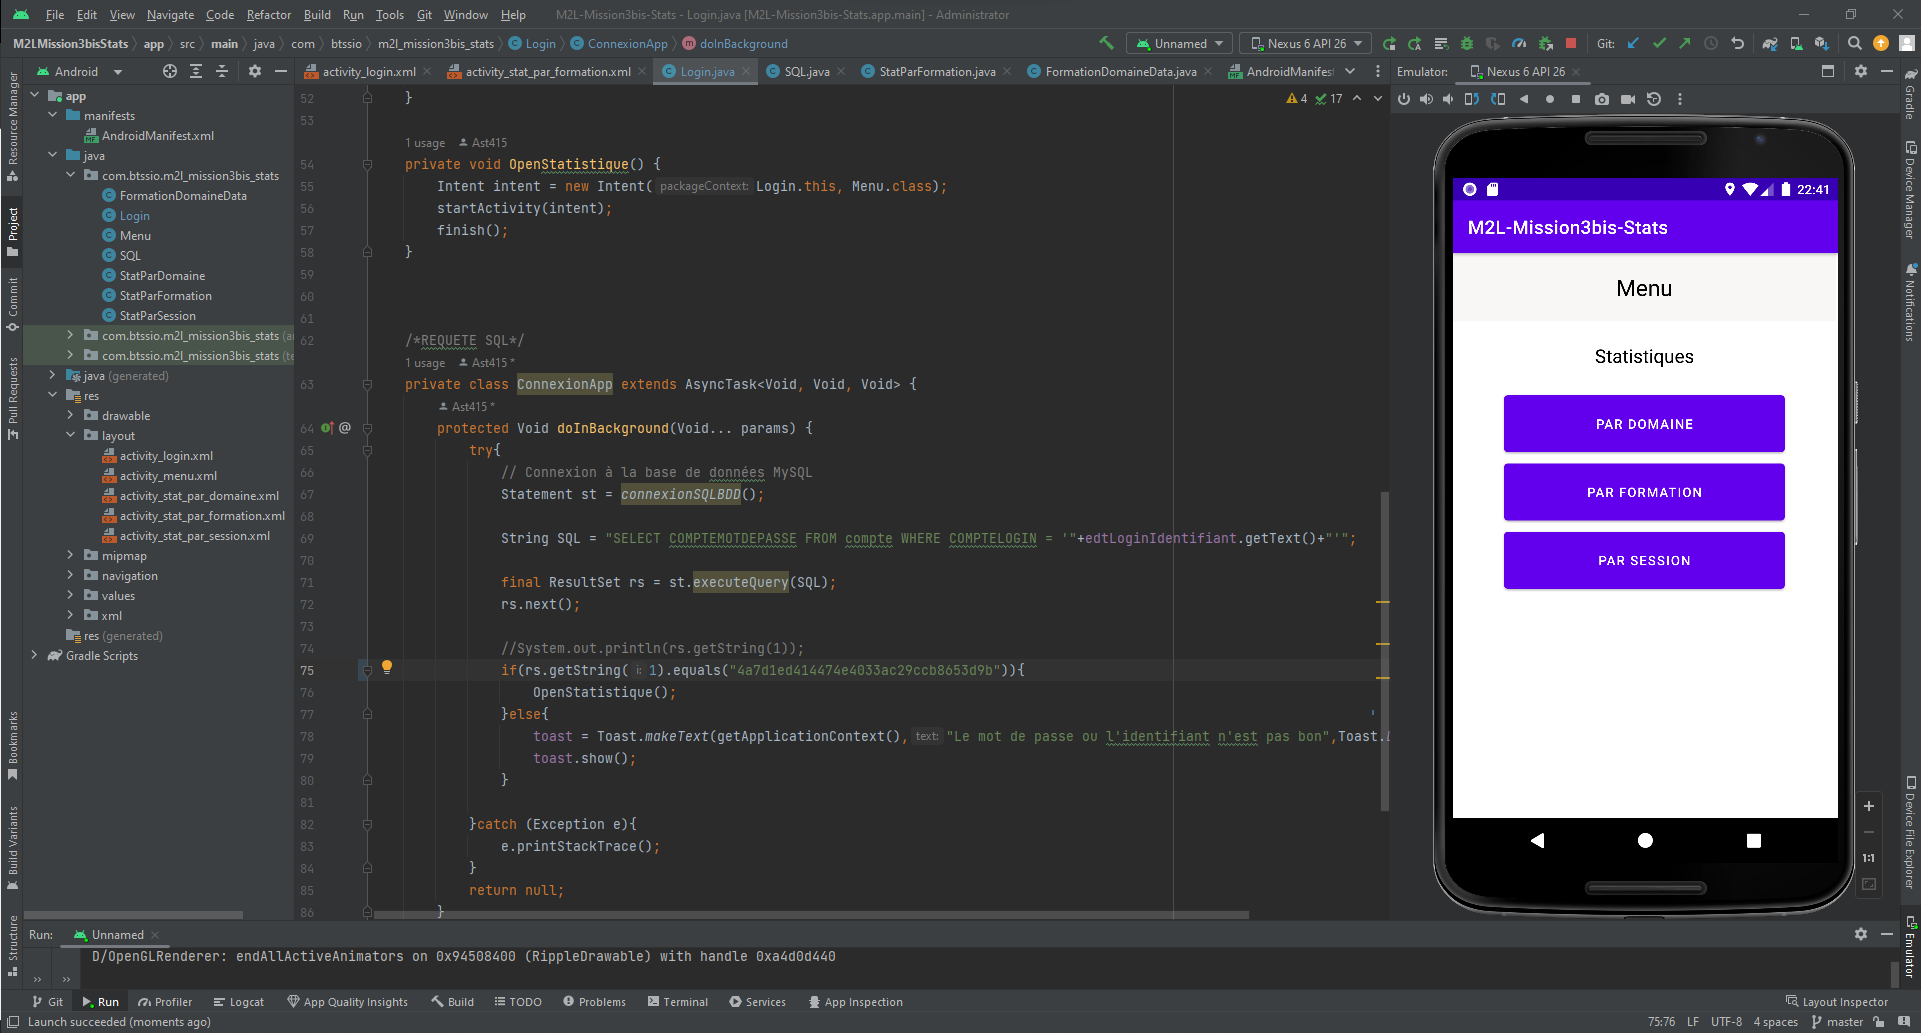 File Edit View Navigate Code Refactor Build Run Tools Git Window Help M2L-Mission3bis-Stats - Login.java [M2L-Mission3bis-Stats.app.main] - Administrator
M2LMission3bisStats app src main java com btssio m2l_mission3bis_stats Login ConnexionApp doInBackground Unnamed Nexus 6 API 26 Git:
Android activity_login.xml activity_stat_par_formation.xml Login.java SQL.java StatParFormation.java FormationDomaineData.java AndroidManifes Emulator: Nexus 6 API 26
Resource Manager
Project
Commit
Pull Requests
Bookmarks
Build Variants
Structure
app
manifests
AndroidManifest.xml
java
com.btssio.m2l_mission3bis_stats
FormationDomaineData
Login
Menu
SQL
StatParDomaine
StatParFormation
StatParSession
com.btssio.m2l_mission3bis_stats (a
com.btssio.m2l_mission3bis_stats (te
java (generated)
res
drawable
layout
activity_login.xml
activity_menu.xml
activity_stat_par_domaine.xml
activity_stat_par_formation.xml
activity_stat_par_session.xml
mipmap
navigation
values
xml
res (generated)
Gradle Scripts
4 17
52 }
53
1 usage Ast415
54 private void OpenStatistique() {
55 Intent intent = new Intent( packageContext: Login.this, Menu.class);
56 startActivity(intent);
57 finish();
58 }
59
60
61
62 /*REQUETE SQL*/
1 usage Ast415 *
63 private class ConnexionApp extends AsyncTask<Void, Void, Void> {
Ast415 *
64 @ protected Void doInBackground(Void... params) {
65 try{
66 // Connexion à la base de données MySQL
67 Statement st = connexionSQLBDD();
68
69 String SQL = "SELECT COMPTEMOTDEPASSE FROM compte WHERE COMPTELOGIN = '"+edtLoginIdentifiant.getText()+"'";
70
71 final ResultSet rs = st.executeQuery(SQL);
72 rs.next();
73
74 //System.out.println(rs.getString(1));
75 if(rs.getString( i: 1).equals("4a7d1ed414474e4033ac29ccb8653d9b")){
76 OpenStatistique();
77 }else{
78 toast = Toast.makeText(getApplicationContext(), text: "Le mot de passe ou l'identifiant n'est pas bon",Toast.
79 toast.show();
80 }
81
82 }catch (Exception e){
83 e.printStackTrace();
84 }
85 return null;
86 }
22:41
M2L-Mission3bis-Stats
Menu
Statistiques
PAR DOMAINE
PAR FORMATION
PAR SESSION
1:1
Gradle
Device Manager
Notifications
Device File Explorer
Emulator
Run: Unnamed
D/OpenGLRenderer: endAllActiveAnimators on 0x94508400 (RippleDrawable) with handle 0xa4d0d440
Git Run Profiler Logcat App Quality Insights Build TODO Problems Terminal Services App Inspection Layout Inspector
Launch succeeded (moments ago) 75:76 LF UTF-8 4 spaces master